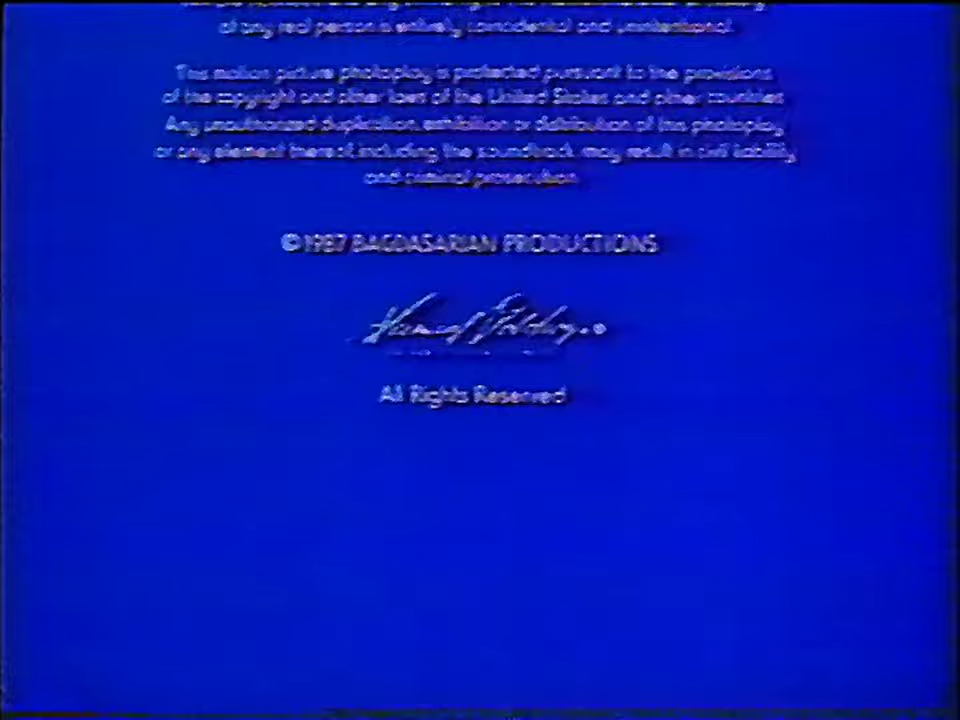 of any real person is entirely coincidental and unintentional.
This motion picture photoplay is protected pursuant to the provisions
of the copyright and other laws of the United States and other countries.
Any unauthorized duplication, exhibition or distribution of this photoplay
or any element thereof, including the soundtrack, may result in civil liability
and criminal prosecution.
©1987 BAGDASARIAN PRODUCTIONS
All Rights Reserved